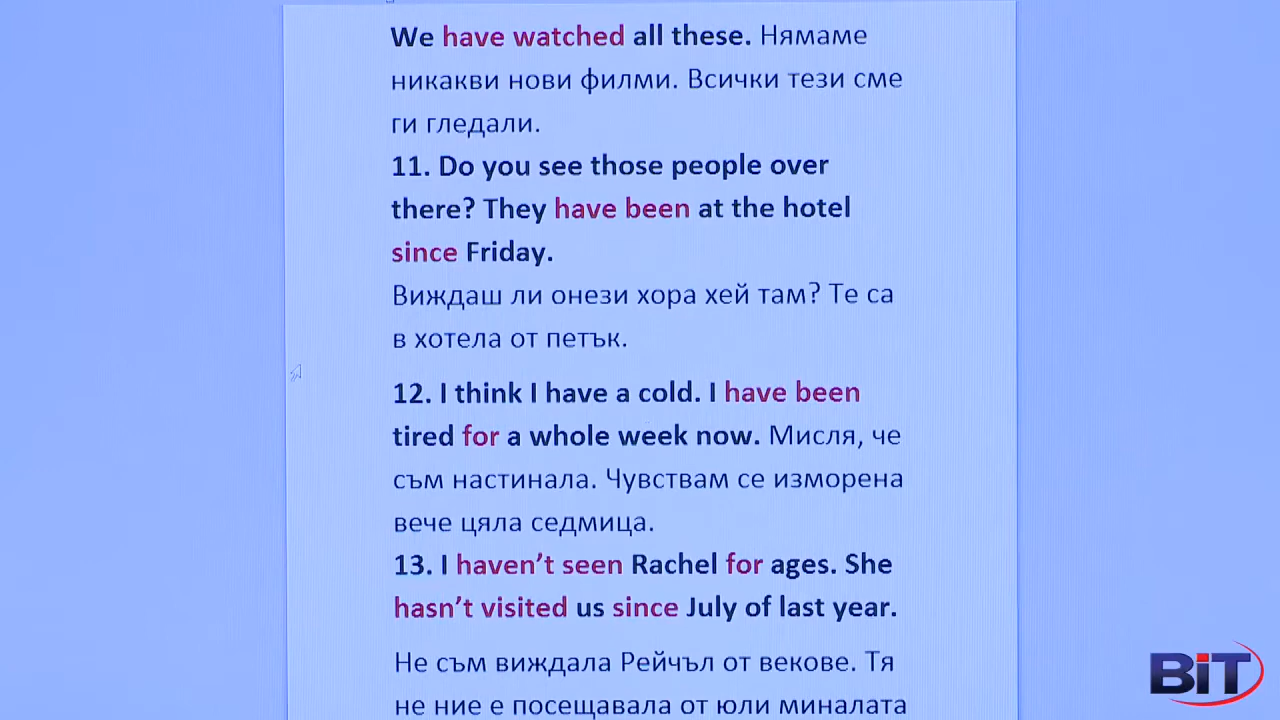 We have watched all these. Нямаме
никакви нови филми. Всички тези сме
ги гледали.
11. Do you see those people over
there? They have been at the hotel
since Friday.
Виждаш ли онези хора хей там? Те са
в хотела от петък.
12. I think I have a cold. I have been
tired for a whole week now. Мисля, че
съм настинала. Чувствам се изморена
вече цяла седмица.
13. I haven't seen Rachel for ages. She
hasn't visited us since July of last year.
Не съм виждала Рейчъл от векове. Тя
не ние е посещавала от юли миналата
BiT